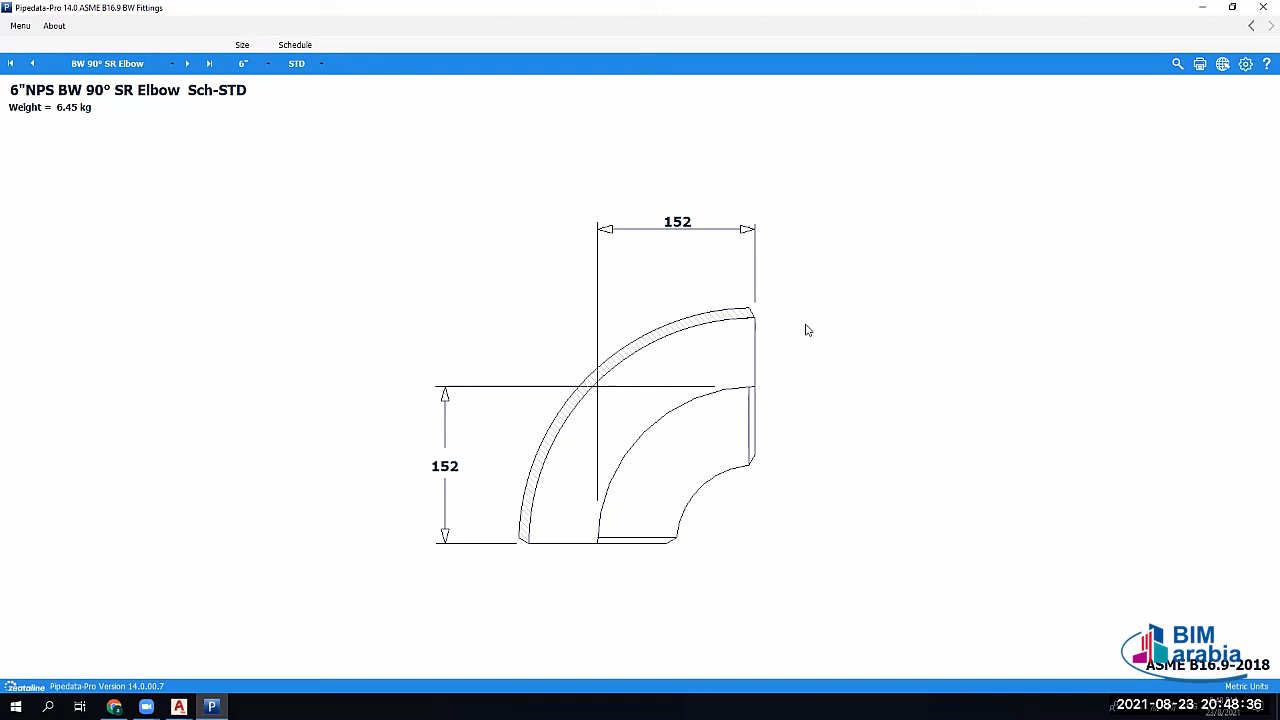 Pipedata-Pro 14.0 ASME B16.9 BW Fittings
Menu About
Size Schedule
BW 90° SR Elbow 6" STD
6"NPS BW 90° SR Elbow Sch-STD
Weight = 6.45 kg
152
152
BIM
arabia
ASME B16.9-2018
zeataline Pipedata-Pro Version 14.0.00.7 Metric Units
2021-08-23 20:48:36